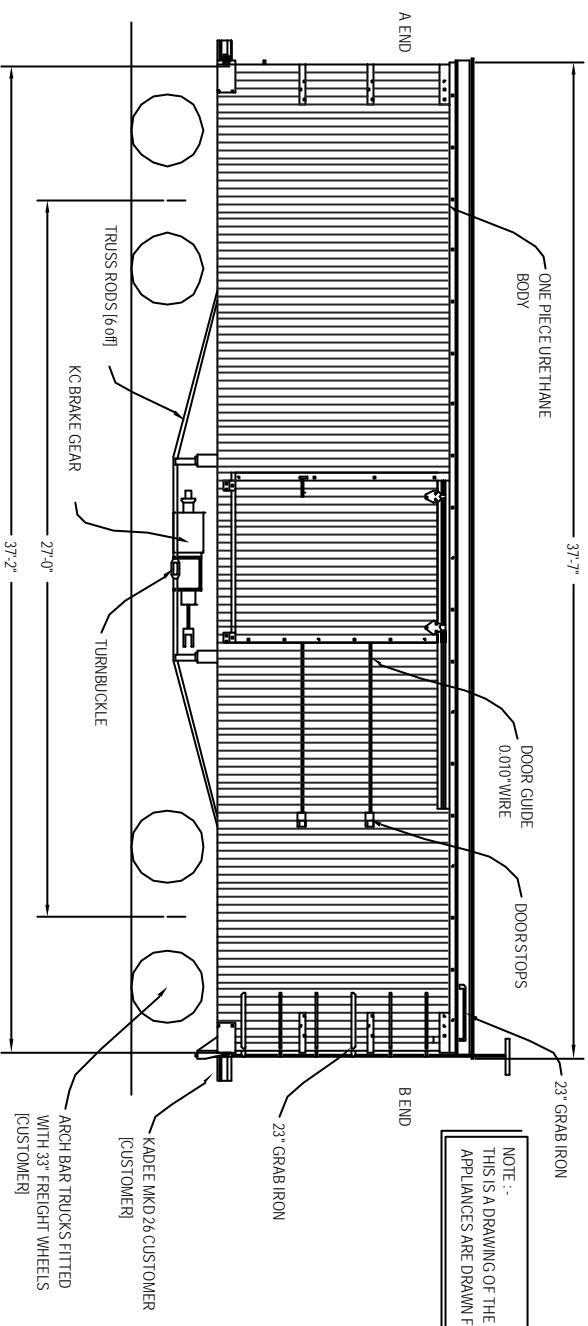 37'-7"
ONE PIECE URETHANE
BODY
A END
DOOR GUIDE
0.010" WIRE
DOOR STOPS
23" GRAB IRON
B END
NOTE :-
THIS IS A DRAWING OF THE
APPLIANCES ARE DRAWN F
TRUSS RODS [6 off]
KC BRAKE GEAR
TURNBUCKLE
23" GRAB IRON
KADEE MKD 26 CUSTOMER
[CUSTOMER]
ARCH BAR TRUCKS FITTED
WITH 33" FREIGHT WHEELS
[CUSTOMER]
27'-0"
37'-2"